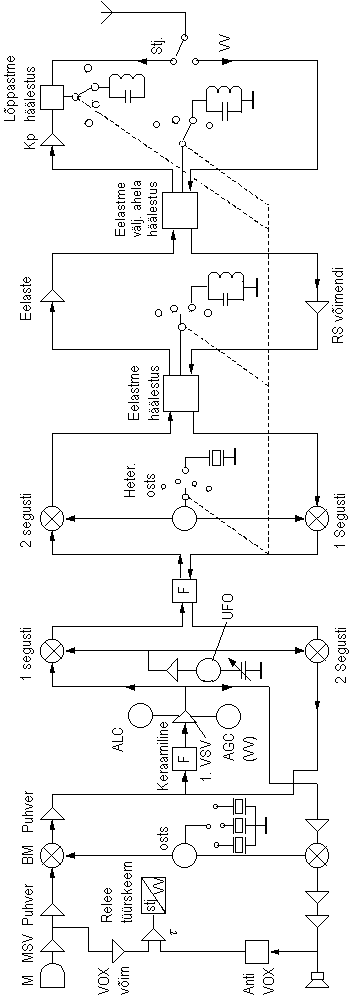 M
MSV
Puhver
BM
Puhver
ALC
1 segusti
2 segusti
Eelaste
Kp
Lõppastme
häälestus
Stj.
VV
VOX
võim
Relee
tüürskeem
stj
VV
τ
osts
Keraamiline
F
1. VSV
AGC
(VV)
UFO
F
Heter.
osts
Eelastme
häälestus
Eelastme
välj. ahela
häälestus
Anti
VOX
2 Segusti
1 Segusti
RS võimendi